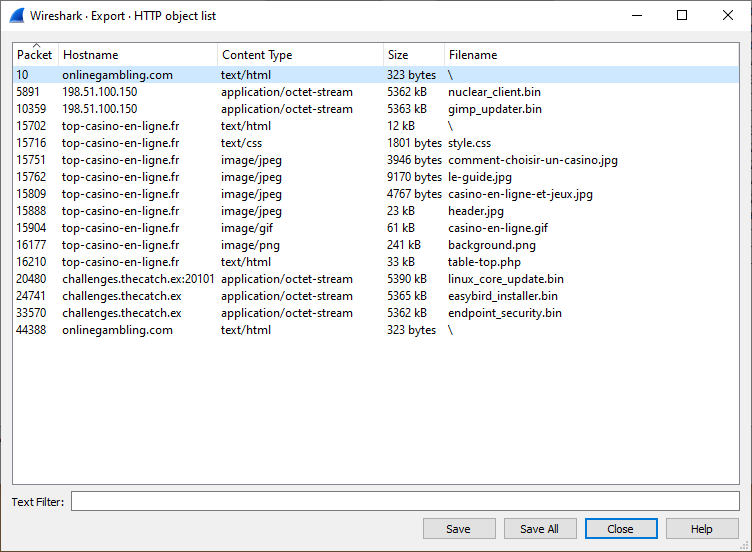 Wireshark · Export · HTTP object list
Packet Hostname Content Type Size Filename
10 onlinegambling.com text/html 323 bytes \
5891 198.51.100.150 application/octet-stream 5362 kB nuclear_client.bin
10359 198.51.100.150 application/octet-stream 5363 kB gimp_updater.bin
15702 top-casino-en-ligne.fr text/html 12 kB \
15716 top-casino-en-ligne.fr text/css 1801 bytes style.css
15751 top-casino-en-ligne.fr image/jpeg 3946 bytes comment-choisir-un-casino.jpg
15762 top-casino-en-ligne.fr image/jpeg 9170 bytes le-guide.jpg
15809 top-casino-en-ligne.fr image/jpeg 4767 bytes casino-en-ligne-et-jeux.jpg
15888 top-casino-en-ligne.fr image/jpeg 23 kB header.jpg
15904 top-casino-en-ligne.fr image/gif 61 kB casino-en-ligne.gif
16177 top-casino-en-ligne.fr image/png 241 kB background.png
16210 top-casino-en-ligne.fr text/html 33 kB table-top.php
20480 challenges.thecatch.ex:20101 application/octet-stream 5390 kB linux_core_update.bin
24741 challenges.thecatch.ex application/octet-stream 5365 kB easybird_installer.bin
33570 challenges.thecatch.ex application/octet-stream 5362 kB endpoint_security.bin
44388 onlinegambling.com text/html 323 bytes \
Text Filter:
Save Save All Close Help